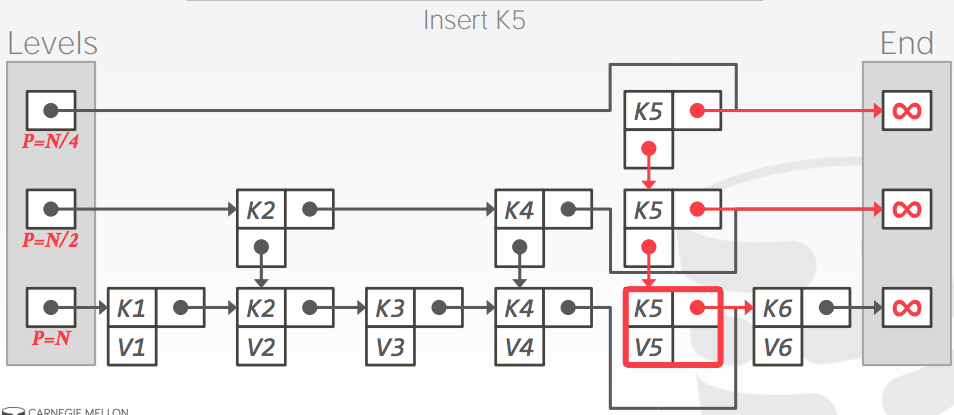 Insert K5
Levels
End
K5
∞
P=N/4
K2
K4
K5
∞
P=N/2
K1
K2
K3
K4
K5
K6
∞
P=N
V1
V2
V3
V4
V5
V6
CARNEGIE MELLON